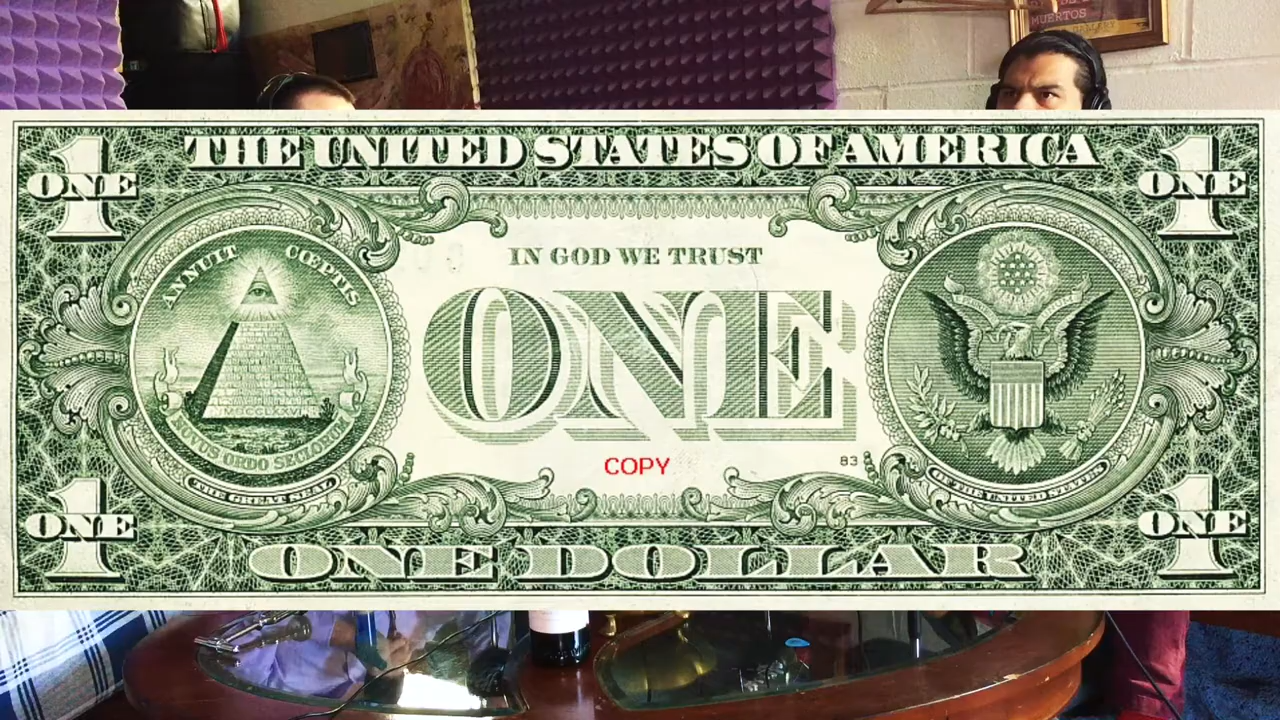 MUERTOS
THE UNITED STATES OF AMERICA
1
ONE
1
ONE
ANNUIT CŒPTIS
IN GOD WE TRUST
ONE
MDCCLXXVI
NOVUS ORDO SECLORUM
THE GREAT SEAL
COPY
83
OF THE UNITED STATES
1
ONE
1
ONE
ONE DOLLAR